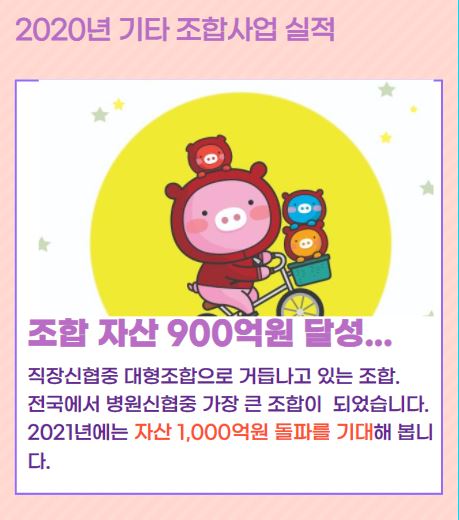 2020년 기타 조합사업 실적
조합 자산 900억원 달성...
직장신협중 대형조합으로 거듭나고 있는 조합.
전국에서 병원신협중 가장 큰 조합이 되었습니다.
2021년에는 자산 1,000억원 돌파를 기대해 봅니
다.